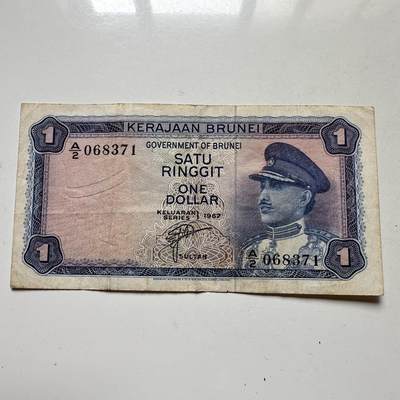 KERAJAAN BRUNEI
1
1
A/2 068371
GOVERNMENT OF BRUNEI
SATU
RINGGIT
ONE
DOLLAR
KELUARAN
SERIES } 1967
SULTAN
1
A/2 068371